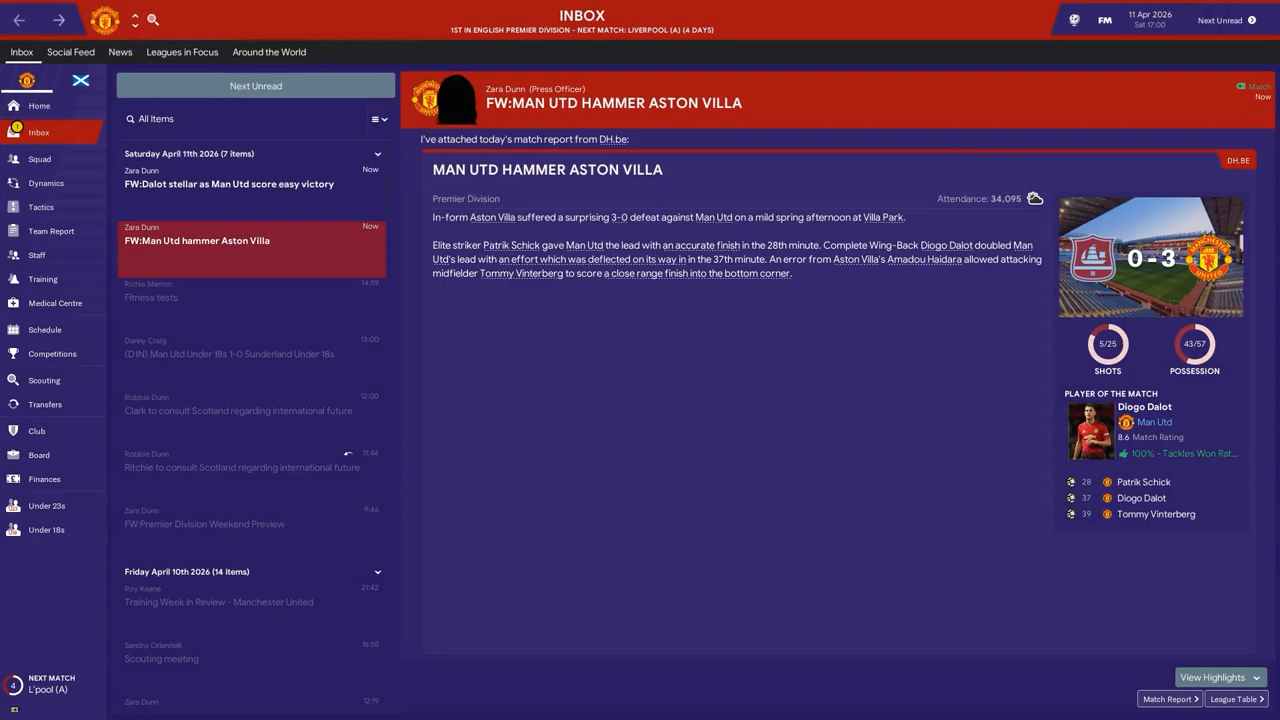 INBOX
1ST IN ENGLISH PREMIER DIVISION - NEXT MATCH: LIVERPOOL (A) (4 DAYS)
FM
11 Apr 2026
Sat 17:00
Next Unread
Inbox
Social Feed
News
Leagues in Focus
Around the World
Home
Inbox
Squad
Dynamics
Tactics
Team Report
Staff
Training
Medical Centre
Schedule
Competitions
Scouting
Transfers
Club
Board
Finances
Under 23s
Under 18s
NEXT MATCH
4
L'pool (A)
Next Unread
All Items
Saturday April 11th 2026 (7 items)
Zara Dunn Now
FW:Dalot stellar as Man Utd score easy victory
Zara Dunn Now
FW:Man Utd hammer Aston Villa
Richie Merron 14:59
Fitness tests
Danny Craig 13:00
(D1N) Man Utd Under 18s 1-0 Sunderland Under 18s
Robbie Dunn 12:00
Clark to consult Scotland regarding international future
Robbie Dunn 11:46
Ritchie to consult Scotland regarding international future
Zara Dunn 9:46
FW:Premier Division Weekend Preview
Friday April 10th 2026 (14 items)
Roy Keane 21:42
Training Week In Review - Manchester United
Sandro Orlandelli 16:55
Scouting meeting
Zara Dunn 12:19
Zara Dunn (Press Officer)
FW:MAN UTD HAMMER ASTON VILLA
Match
Now
I've attached today's match report from DH.be:
DH.BE
MAN UTD HAMMER ASTON VILLA
Premier Division Attendance: 34,095
In-form Aston Villa suffered a surprising 3-0 defeat against Man Utd on a mild spring afternoon at Villa Park.
Elite striker Patrik Schick gave Man Utd the lead with an accurate finish in the 28th minute. Complete Wing-Back Diogo Dalot doubled Man
Utd's lead with an effort which was deflected on its way in in the 37th minute. An error from Aston Villa's Amadou Haidara allowed attacking
midfielder Tommy Vinterberg to score a close range finish into the bottom corner.
0 - 3
5/25
43/57
SHOTS
POSSESSION
PLAYER OF THE MATCH
Diogo Dalot
Man Utd
8.6 Match Rating
100% - Tackles Won Rat...
28 Patrik Schick
37 Diogo Dalot
39 Tommy Vinterberg
View Highlights
Match Report
League Table